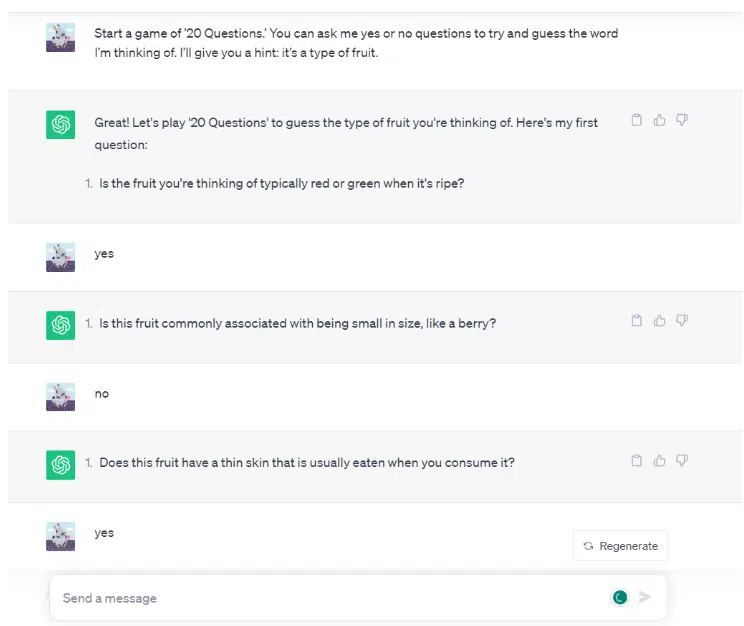 Start a game of '20 Questions.' You can ask me yes or no questions to try and guess the word
I'm thinking of. I'll give you a hint: it's a type of fruit.
Great! Let's play '20 Questions' to guess the type of fruit you're thinking of. Here's my first
question:
1. Is the fruit you're thinking of typically red or green when it's ripe?
yes
1. Is this fruit commonly associated with being small in size, like a berry?
no
1. Does this fruit have a thin skin that is usually eaten when you consume it?
yes
Regenerate
Send a message